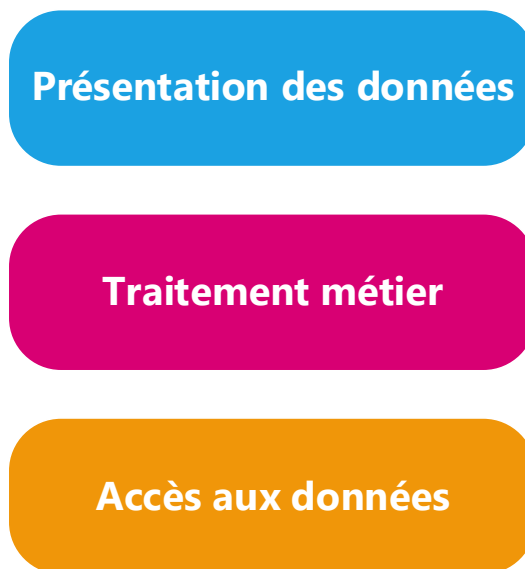 Présentation des données
Traitement métier
Accès aux données